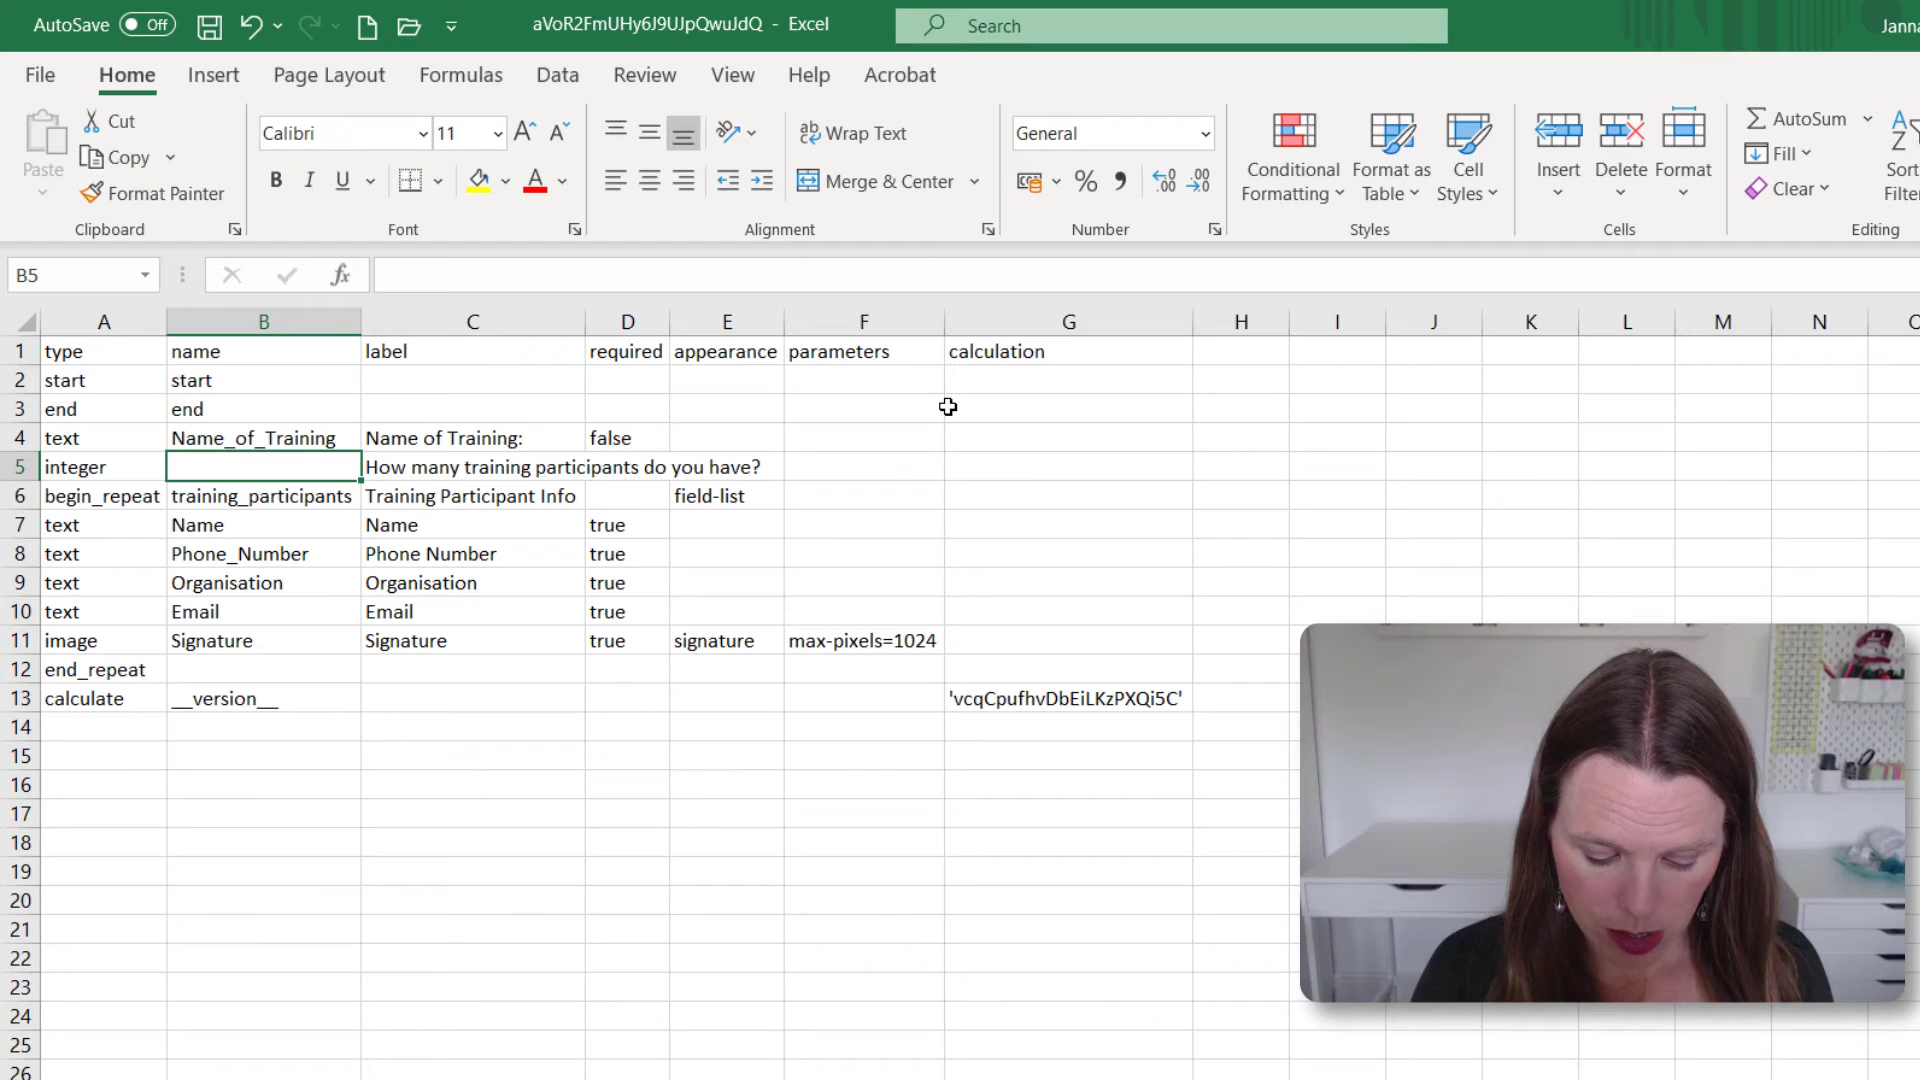 AutoSave Off aVoR2FmUHy6J9UJpQwuJdQ - Excel Search Janna
File Home Insert Page Layout Formulas Data Review View Help Acrobat
Paste Cut Copy Format Painter
Clipboard
Calibri 11
B I U A
Font
Wrap Text
Merge & Center
Alignment
General
Number
Conditional Formatting Format as Table Cell Styles
Styles
Insert Delete Format
Cells
AutoSum
Fill
Clear
Sort
Filter
Editing
B5 fx
A B C D E F G H I J K L M N
1 type name label required appearance parameters calculation
2 start start
3 end end
4 text Name_of_Training Name of Training: false
5 integer How many training participants do you have?
6 begin_repeat training_participants Training Participant Info field-list
7 text Name Name true
8 text Phone_Number Phone Number true
9 text Organisation Organisation true
10 text Email Email true
11 image Signature Signature true signature max-pixels=1024
12 end_repeat
13 calculate __version__ 'vcqCpufhvDbEiLKzPXQi5C'
14
15
16
17
18
19
20
21
22
23
24
25
26